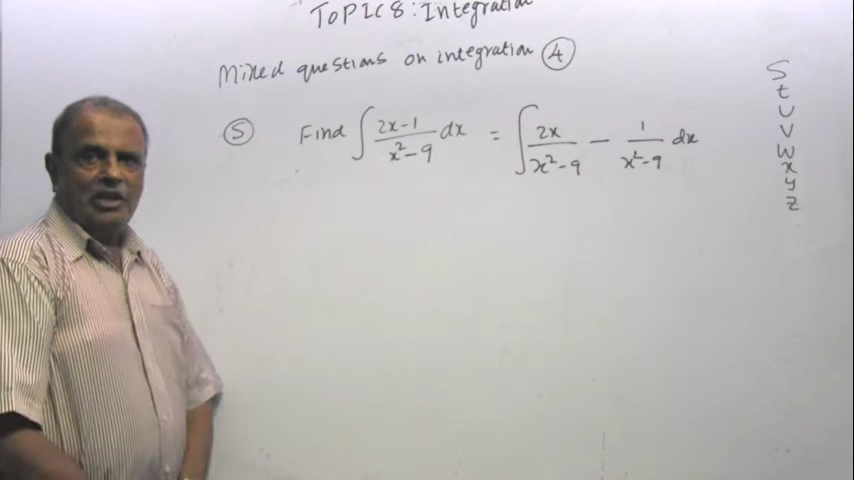 TOPIC 8: Integration
Mixed questions on integration 4
5 Find ∫ (2x-1)/(x²-9) dx = ∫ 2x/(x²-9) - 1/(x²-9) dx
S
t
U
V
W
x
y
z